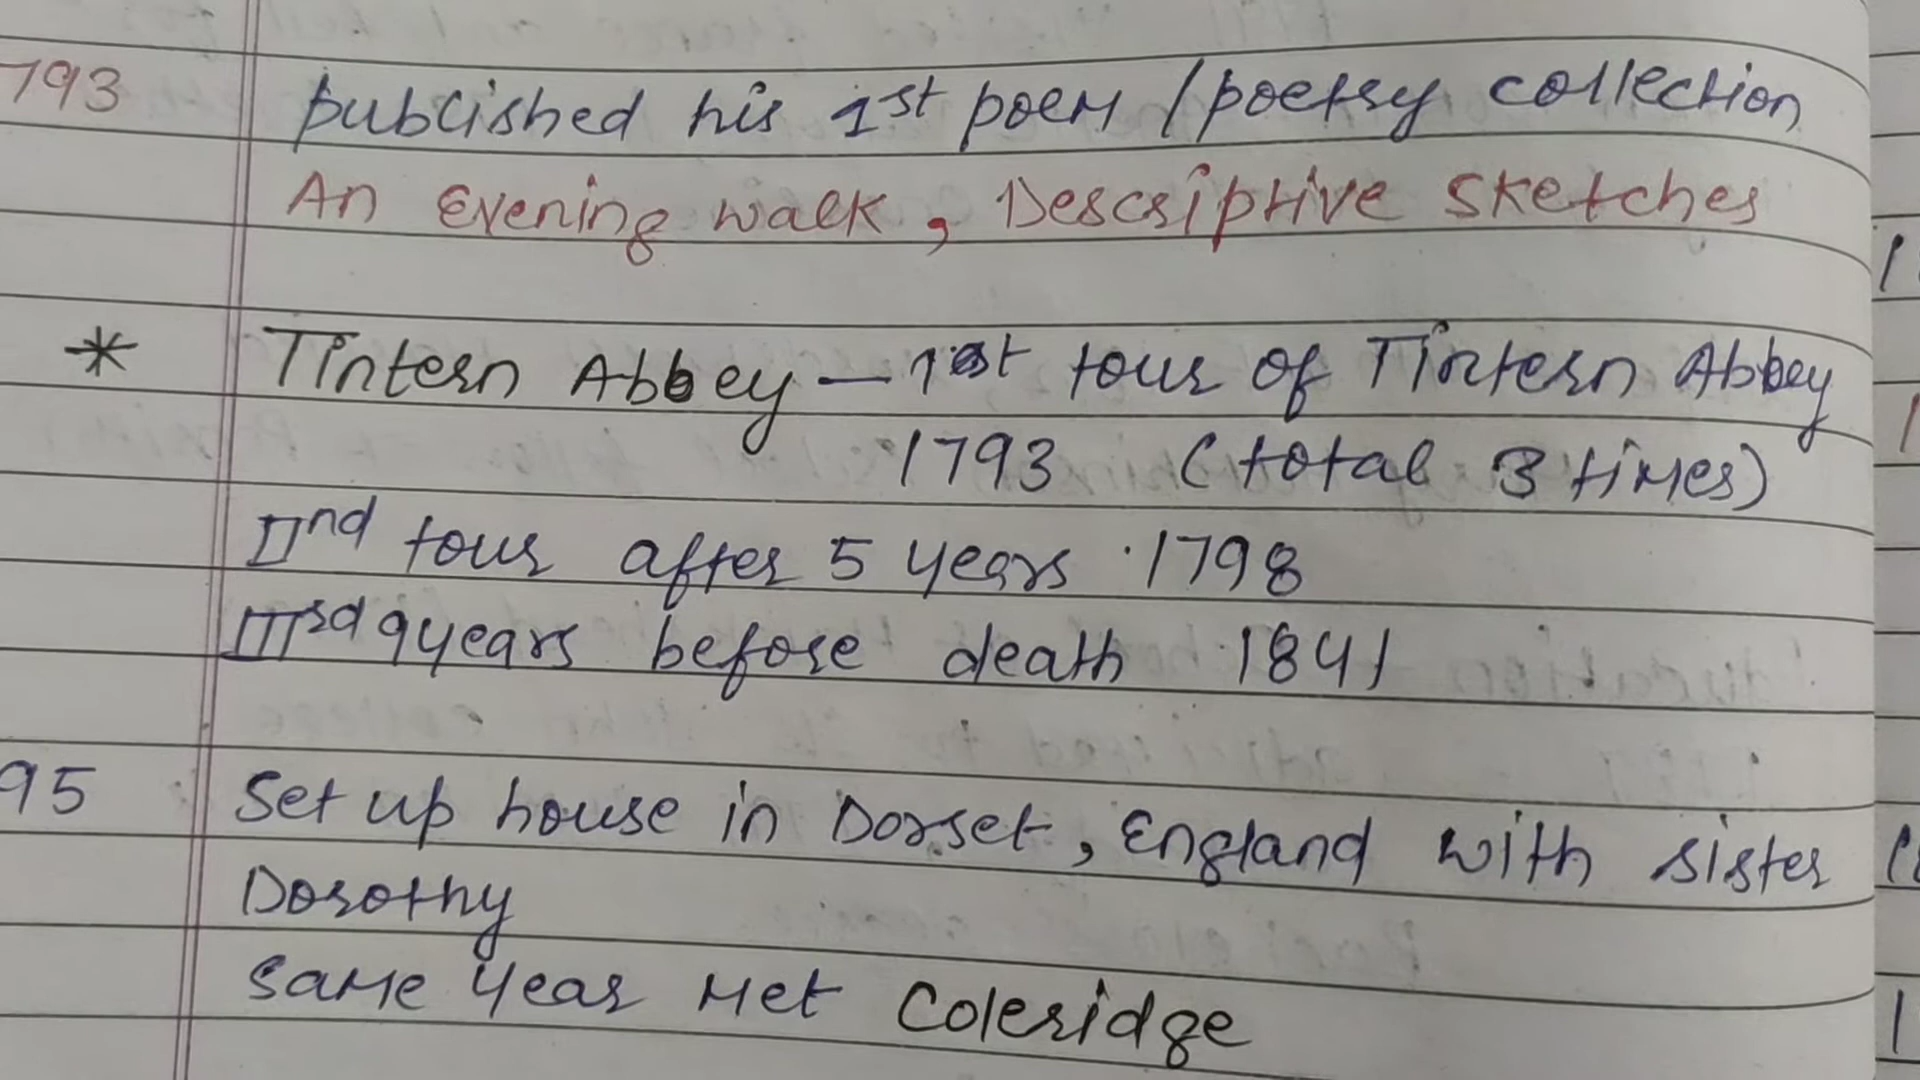 793 published his 1st poem / poetry collection
An Evening walk, Descriptive Sketches
* Tintern Abbey — 1st tour of Tintern Abbey
1793 (total 3 times)
IInd tour after 5 years 1798
IIIrd 9years before death 1841
95 Set up house in Dorset, England with sister
Dorothy
Same year met Coleridge